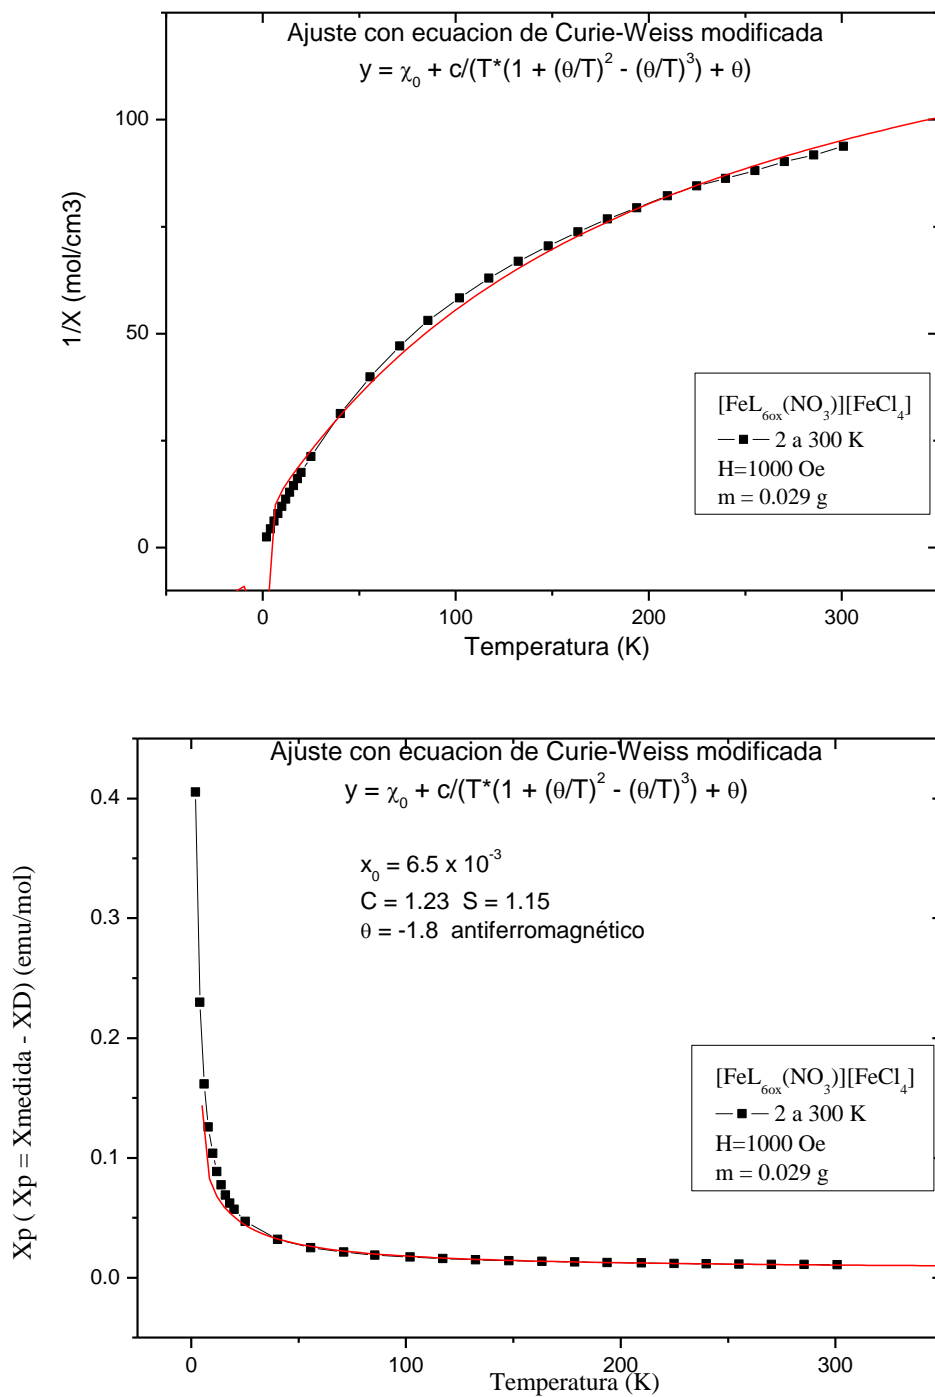 Ajuste con ecuacion de Curie-Weiss modificada
y = χ₀ + c/(T*(1 + (θ/T)² - (θ/T)³) + θ)
100
50
0
1/X (mol/cm3)
[FeL₆ₒₓ(NO₃)][FeCl₄]
2 a 300 K
H=1000 Oe
m = 0.029 g
0 100 200 300
Temperatura (K)
Ajuste con ecuacion de Curie-Weiss modificada
y = χ₀ + c/(T*(1 + (θ/T)² - (θ/T)³) + θ)
0.4
0.3
0.2
0.1
0.0
Xp ( Xp = Xmedida - XD) (emu/mol)
x₀ = 6.5 x 10⁻³
C = 1.23 S = 1.15
θ = -1.8 antiferromagnético
[FeL₆ₒₓ(NO₃)][FeCl₄]
2 a 300 K
H=1000 Oe
m = 0.029 g
0 100 200 300
Temperatura (K)